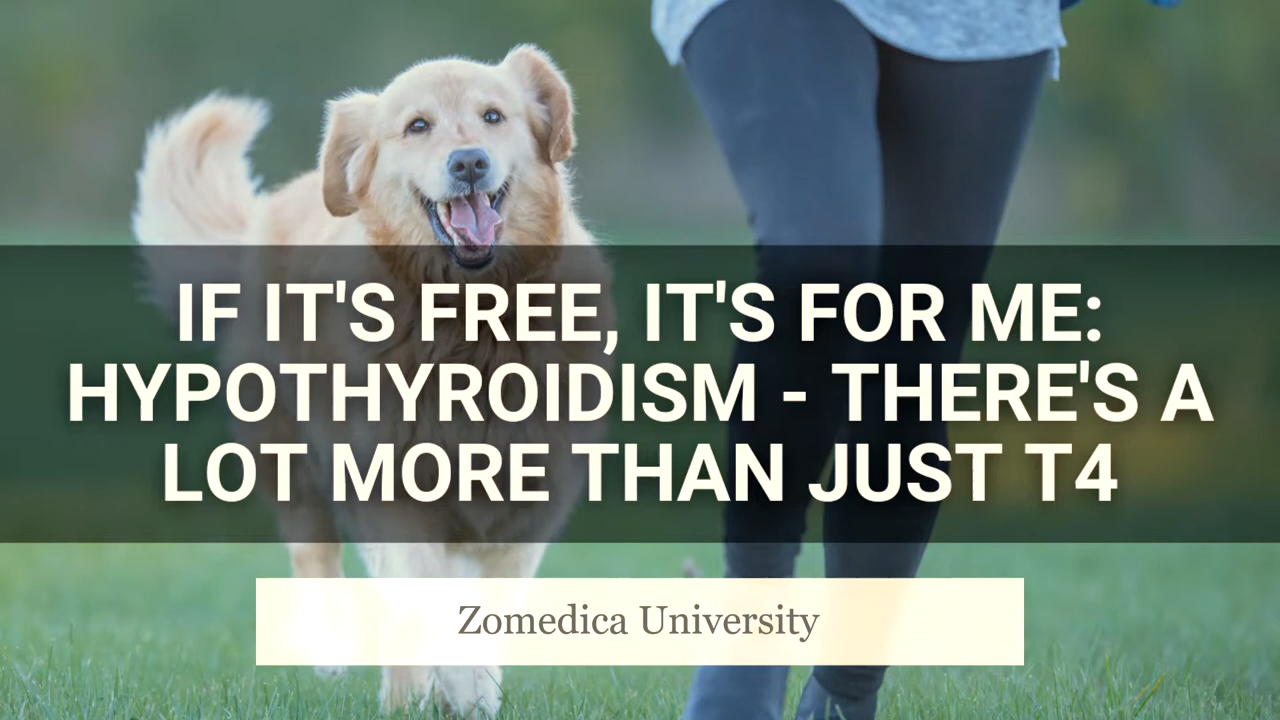 IF IT'S FREE, IT'S FOR ME:
HYPOTHYROIDISM - THERE'S A
LOT MORE THAN JUST T4
Zomedica University